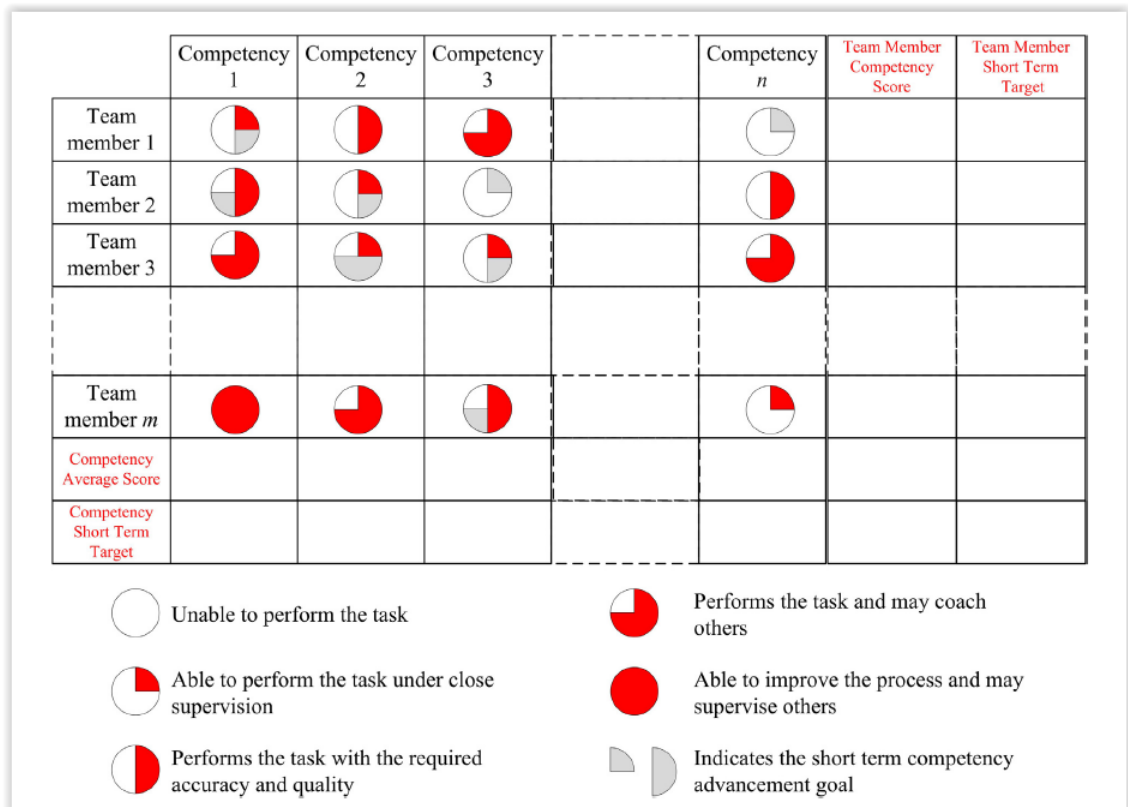 Competency 1
Competency 2
Competency 3
Competency n
Team Member Competency Score
Team Member Short Term Target
Team member 1
Team member 2
Team member 3
Team member m
Competency Average Score
Competency Short Term Target
Unable to perform the task
Able to perform the task under close
supervision
Performs the task with the required
accuracy and quality
Performs the task and may coach
others
Able to improve the process and may
supervise others
Indicates the short term competency
advancement goal